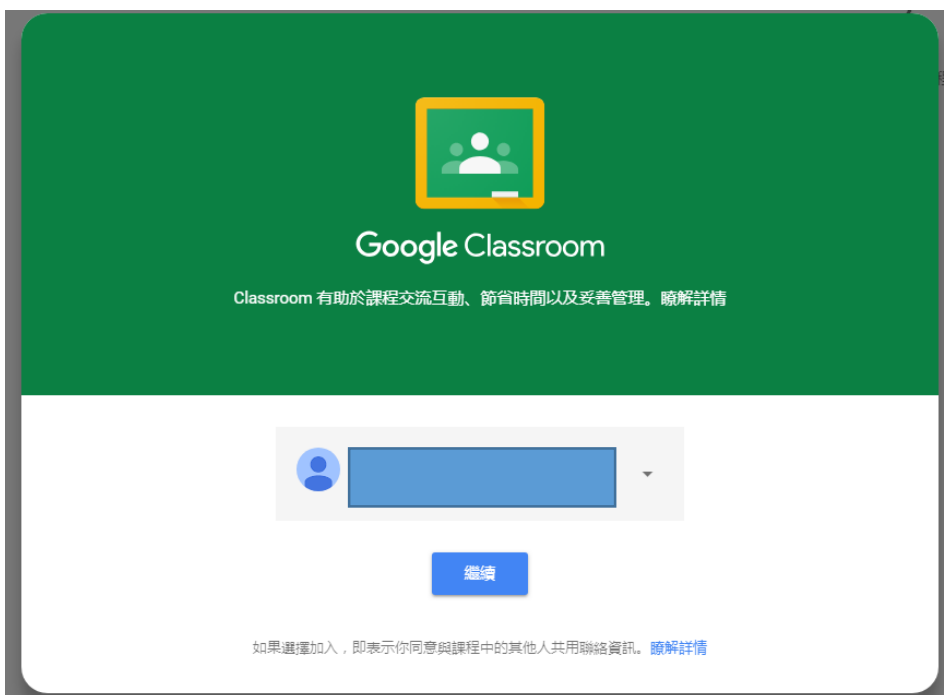 Google Classroom
Classroom 有助於課程交流互動、節省時間以及妥善管理。瞭解詳情
繼續
如果選擇加入，即表示你同意與課程中的其他人共用聯絡資訊。瞭解詳情